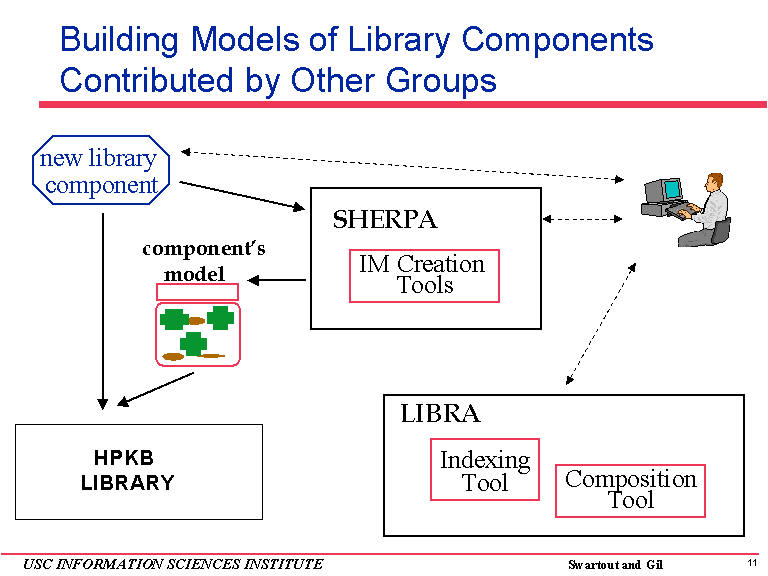 Building Models of Library Components
Contributed by Other Groups
new library
component
SHERPA
component's
model
IM Creation
Tools
LIBRA
HPKB
LIBRARY
Indexing
Tool
Composition
Tool
USC INFORMATION SCIENCES INSTITUTE
Swartout and Gil
11